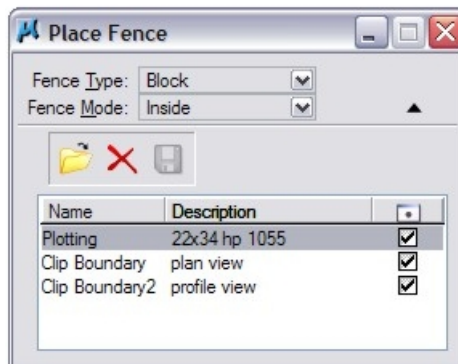 Place Fence
Fence Type: Block
Fence Mode: Inside
Name Description
Plotting 22x34 hp 1055
Clip Boundary plan view
Clip Boundary2 profile view